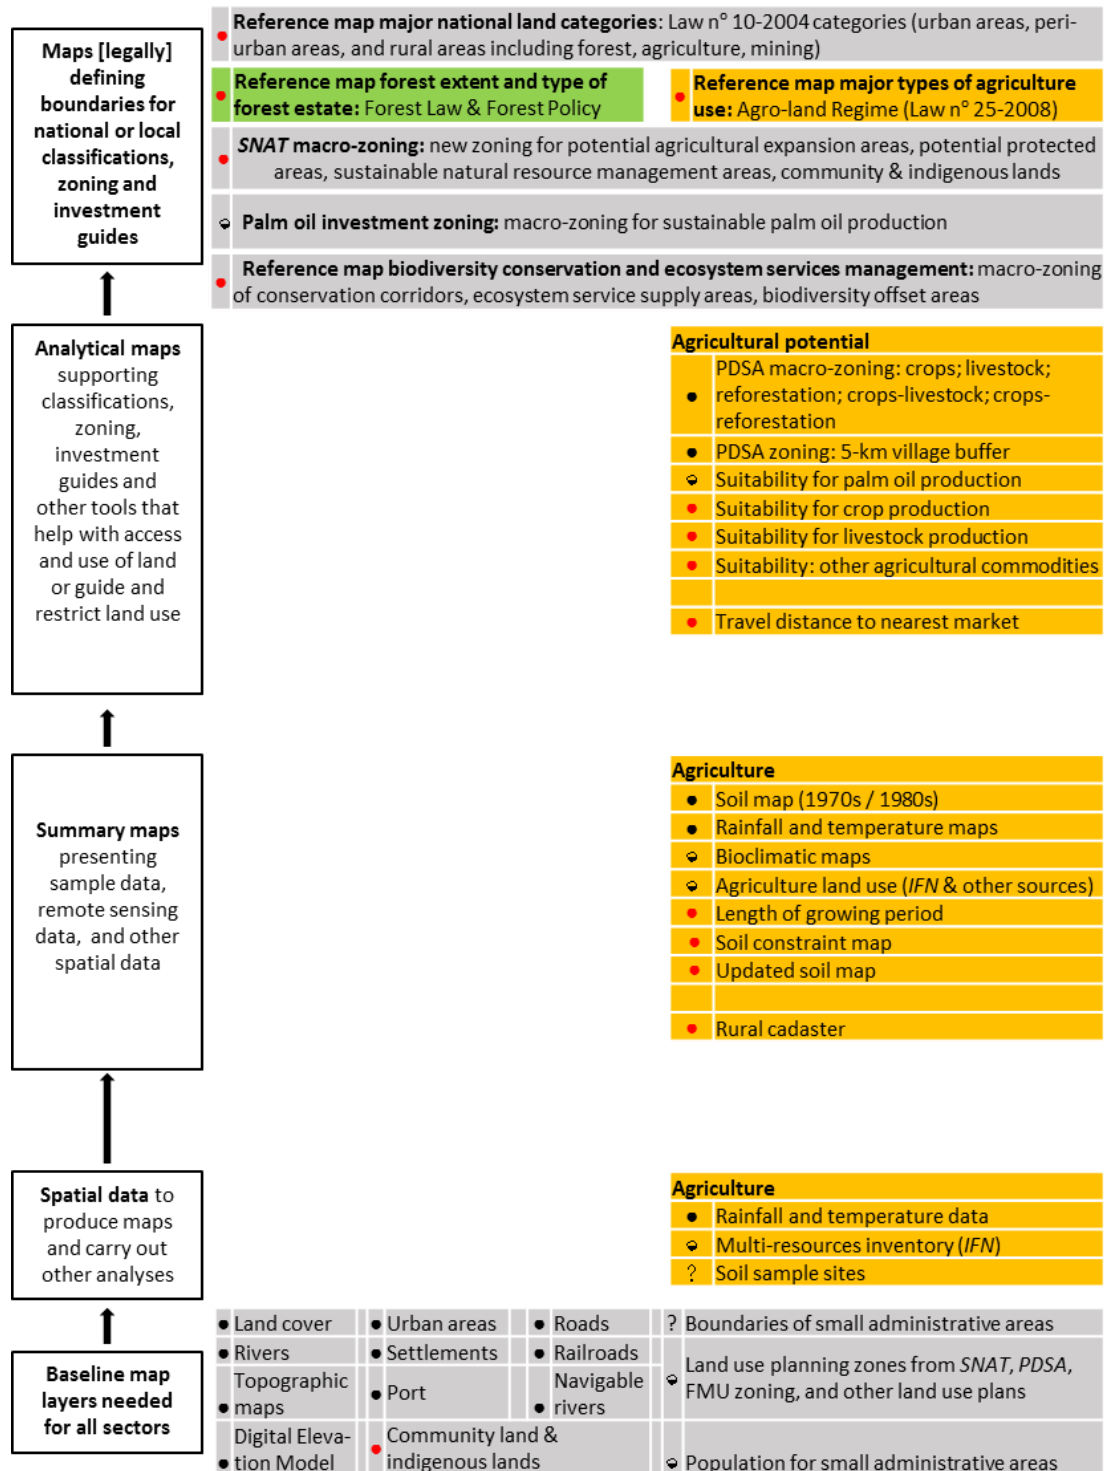 Maps [legally]
defining
boundaries for
national or local
classifications,
zoning and
investment
guides
● Reference map major national land categories: Law n° 10-2004 categories (urban areas, peri-
urban areas, and rural areas including forest, agriculture, mining)
● Reference map forest extent and type of
forest estate: Forest Law & Forest Policy
● Reference map major types of agriculture
use: Agro-land Regime (Law n° 25-2008)
● SNAT macro-zoning: new zoning for potential agricultural expansion areas, potential protected
areas, sustainable natural resource management areas, community & indigenous lands
Palm oil investment zoning: macro-zoning for sustainable palm oil production
● Reference map biodiversity conservation and ecosystem services management: macro-zoning
of conservation corridors, ecosystem service supply areas, biodiversity offset areas
Analytical maps
supporting
classifications,
zoning,
investment
guides and
other tools that
help with access
and use of land
or guide and
restrict land use
Agricultural potential
PDSA macro-zoning: crops; livestock;
● reforestation; crops-livestock; crops-
reforestation
● PDSA zoning: 5-km village buffer
Suitability for palm oil production
● Suitability for crop production
● Suitability for livestock production
● Suitability: other agricultural commodities
● Travel distance to nearest market
Summary maps
presenting
sample data,
remote sensing
data, and other
spatial data
Agriculture
● Soil map (1970s / 1980s)
● Rainfall and temperature maps
Bioclimatic maps
Agriculture land use (IFN & other sources)
● Length of growing period
● Soil constraint map
● Updated soil map
● Rural cadaster
Spatial data to
produce maps
and carry out
other analyses
Agriculture
● Rainfall and temperature data
Multi-resources inventory (IFN)
? Soil sample sites
Baseline map
layers needed
for all sectors
● Land cover ● Urban areas ● Roads ? Boundaries of small administrative areas
● Rivers ● Settlements ● Railroads
Topographic
● maps
● Port
Navigable
● rivers
Land use planning zones from SNAT, PDSA,
FMU zoning, and other land use plans
Digital Eleva-
● tion Model
● Community land &
indigenous lands
Population for small administrative areas